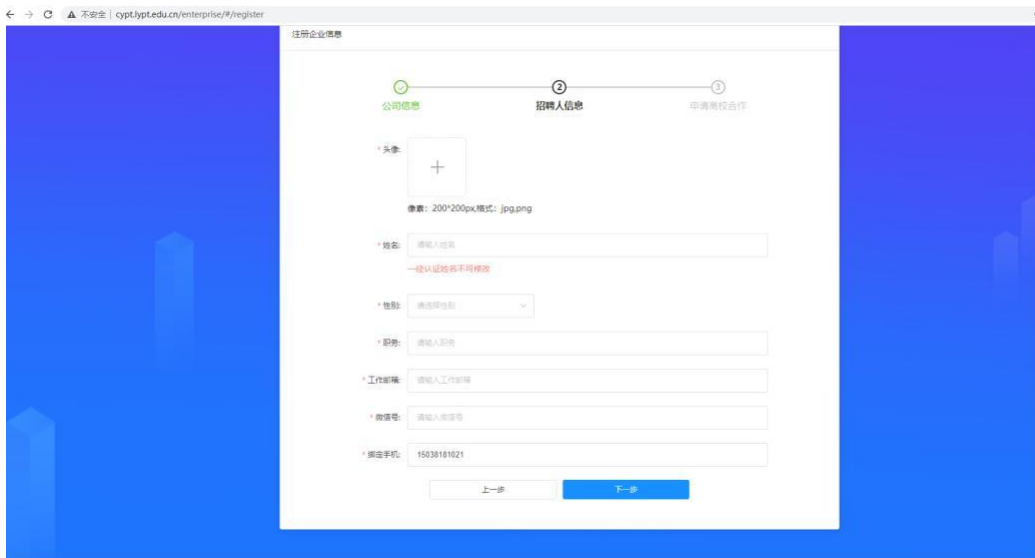 不安全 cypt.lypt.edu.cn/enterprise/#/register
注册企业信息
2 3
公司信息 招聘人信息 申请高校合作
* 头像:
像素：200*200px,格式：jpg,png
* 姓名: 请输入姓名
一经认证姓名不可修改
* 性别: 请选择性别
* 职务: 请输入职务
* 工作邮箱: 请输入工作邮箱
* 微信号: 请输入微信号
* 绑定手机: 15038181021
上一步 下一步